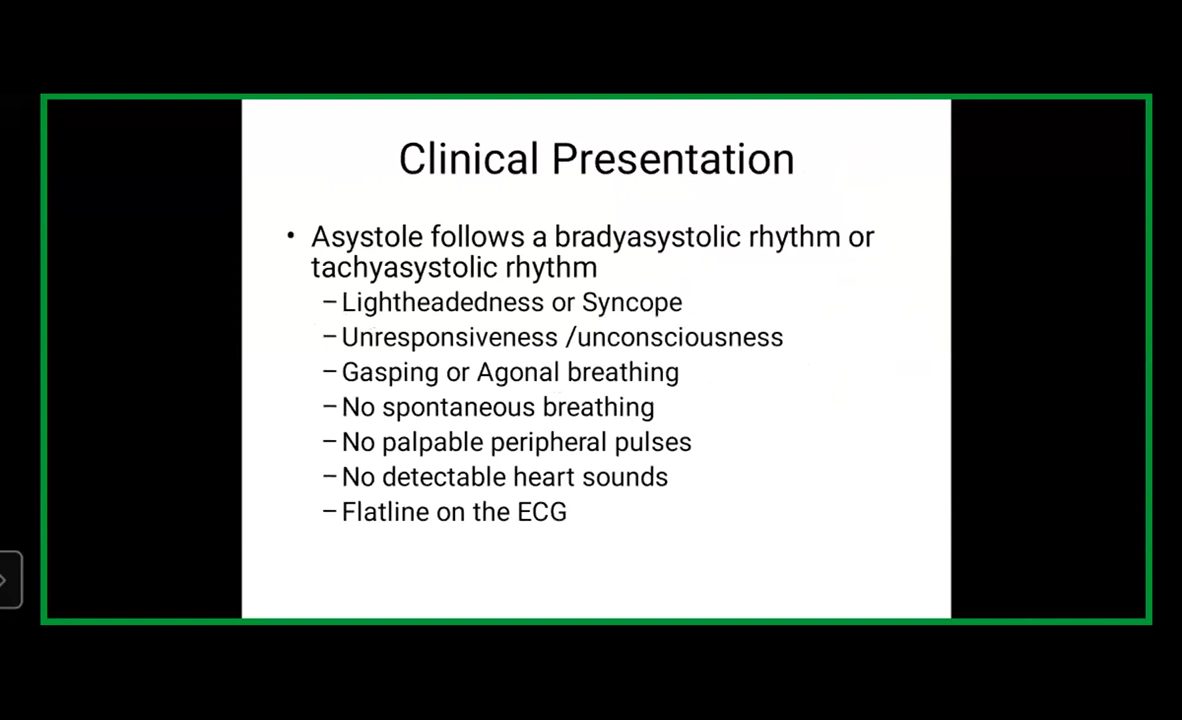 Clinical Presentation
• Asystole follows a bradyasystolic rhythm or
tachyasystolic rhythm
–Lightheadedness or Syncope
–Unresponsiveness /unconsciousness
–Gasping or Agonal breathing
–No spontaneous breathing
–No palpable peripheral pulses
–No detectable heart sounds
–Flatline on the ECG